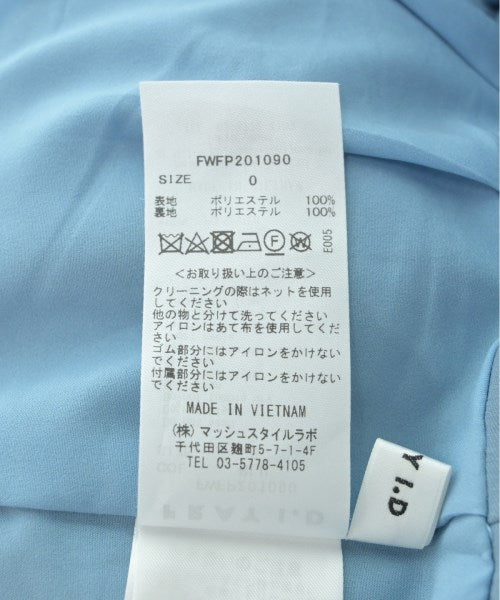 FWFP201090
SIZE 0
表地 ポリエステル 100%
裏地 ポリエステル 100%
E005
<お取り扱い上のご注意>
クリーニングの際はネットを使用
してください
他の物と分けて洗ってください
アイロンはあて布を使用してくださ
い
ゴム部分にはアイロンをかけない
でください
付属部分にはアイロンをかけない
でください
MADE IN VIETNAM
(株) マッシュスタイルラボ
千代田区麹町5-7-1-4F
TEL 03-5778-4105
FWFP201090
FRAY I.D
Y I.D